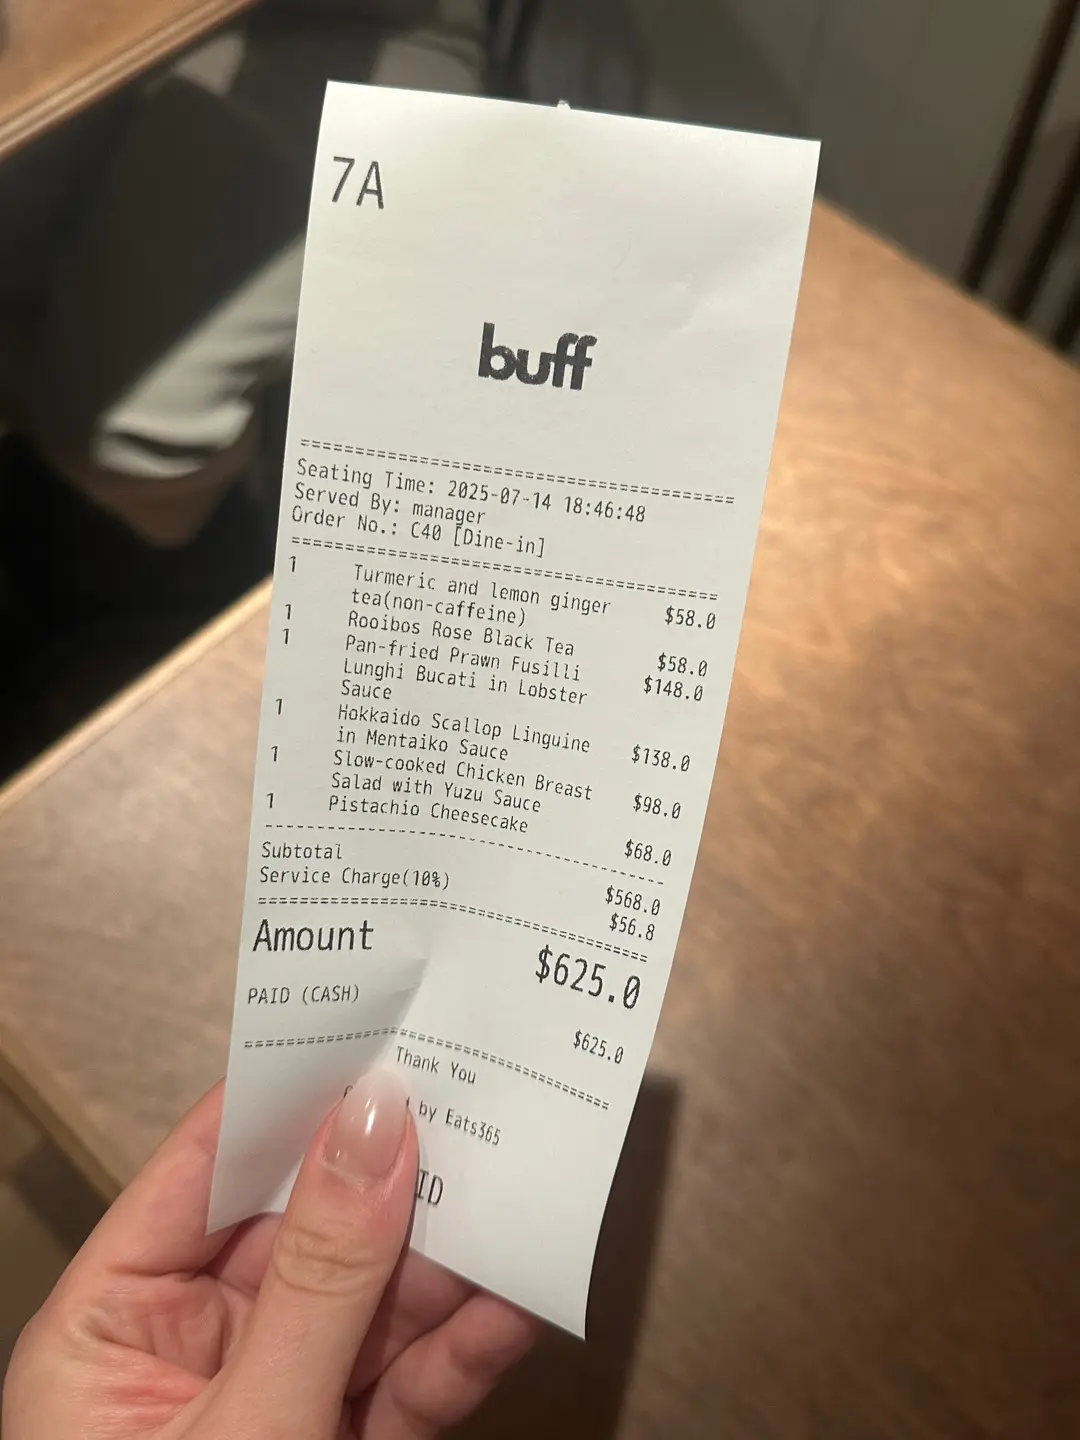 7A
buff
======================================
Seating Time: 2025-07-14 18:46:48
Served By: manager
Order No.: C40 [Dine-in]
======================================
1 Turmeric and lemon ginger $58.0
tea(non-caffeine)
1 Rooibos Rose Black Tea $58.0
1 Pan-fried Prawn Fusilli $148.0
Lunghi Bucati in Lobster
Sauce
1 Hokkaido Scallop Linguine $138.0
in Mentaiko Sauce
1 Slow-cooked Chicken Breast $98.0
Salad with Yuzu Sauce
1 Pistachio Cheesecake $68.0
--------------------------------------
Subtotal $568.0
Service Charge(10%) $56.8
======================================
Amount $625.0
PAID (CASH) $625.0
======================================
Thank You
by Eats365